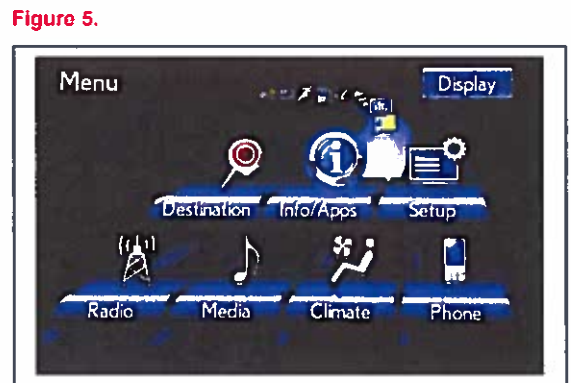 Figure 5.
Menu
Display
Destination Info/Apps Setup
Radio Media Climate Phone